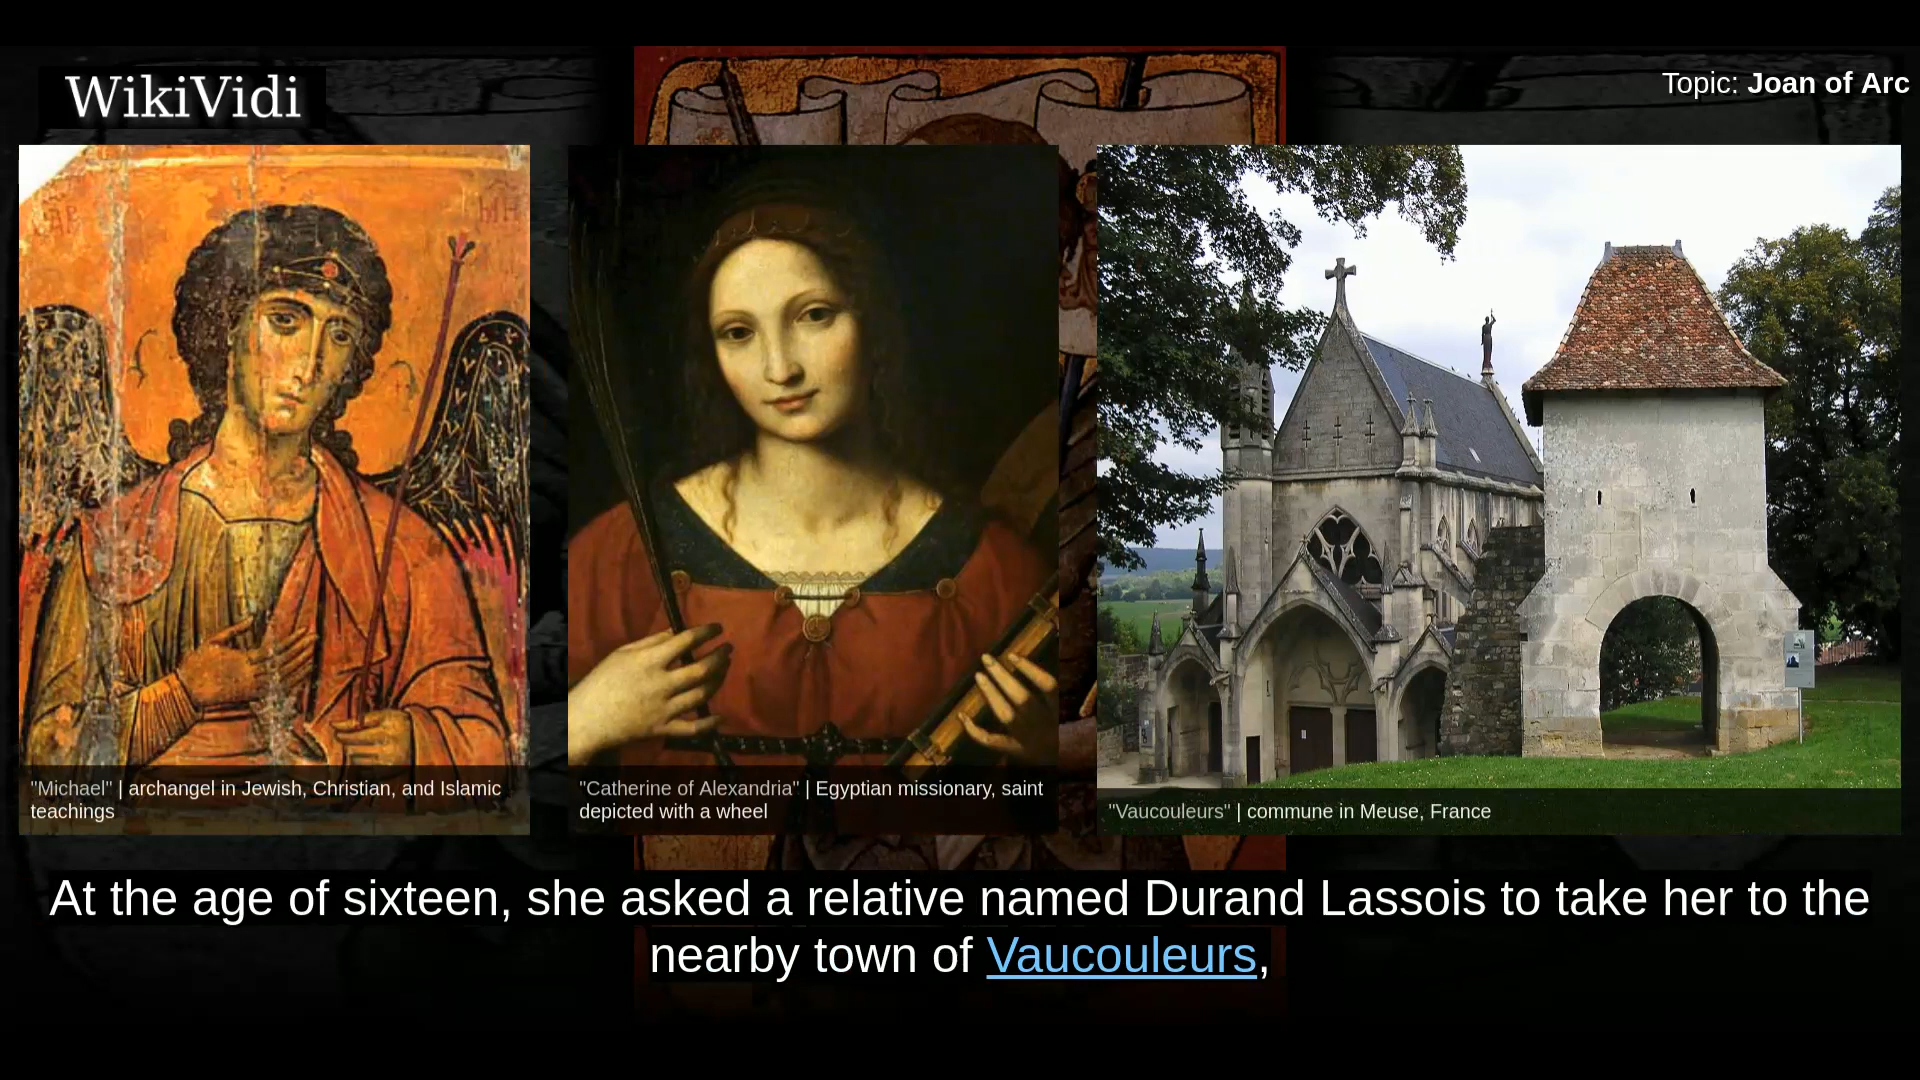 WikiVidi
Topic: Joan of Arc
"Michael" | archangel in Jewish, Christian, and Islamic
teachings
"Catherine of Alexandria" | Egyptian missionary, saint
depicted with a wheel
"Vaucouleurs" | commune in Meuse, France
At the age of sixteen, she asked a relative named Durand Lassois to take her to the
nearby town of Vaucouleurs,